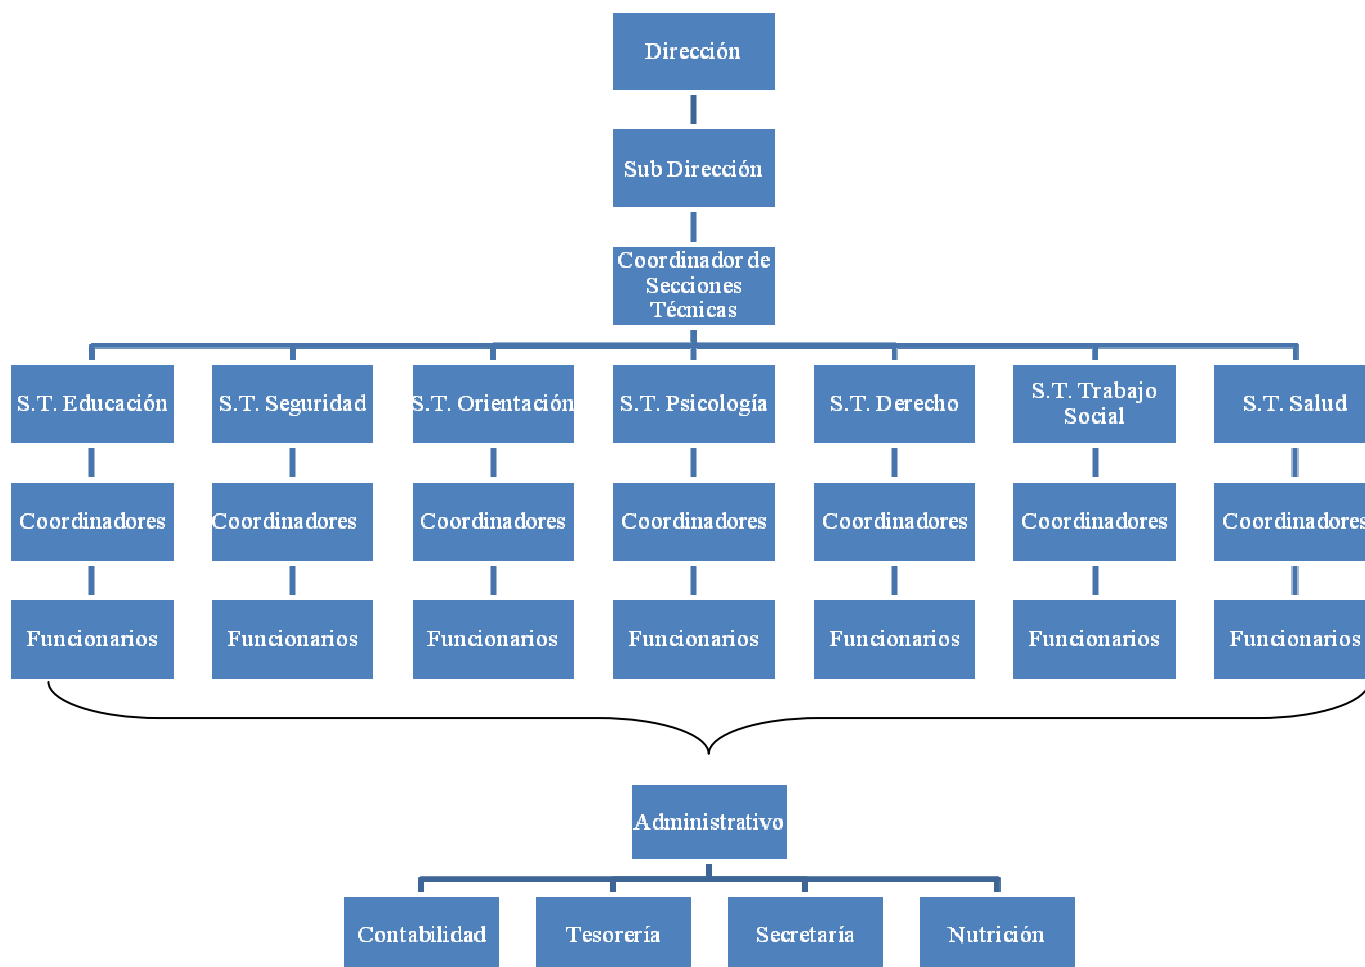 Dirección
Sub Dirección
Coordinador de
Secciones
Técnicas
S.T. Educación
S.T. Seguridad
S.T. Orientación
S.T. Psicología
S.T. Derecho
S.T. Trabajo
Social
S.T. Salud
Coordinadores
Coordinadores
Coordinadores
Coordinadores
Coordinadores
Coordinadores
Coordinadores
Funcionarios
Funcionarios
Funcionarios
Funcionarios
Funcionarios
Funcionarios
Funcionarios
Administrativo
Contabilidad
Tesorería
Secretaría
Nutrición